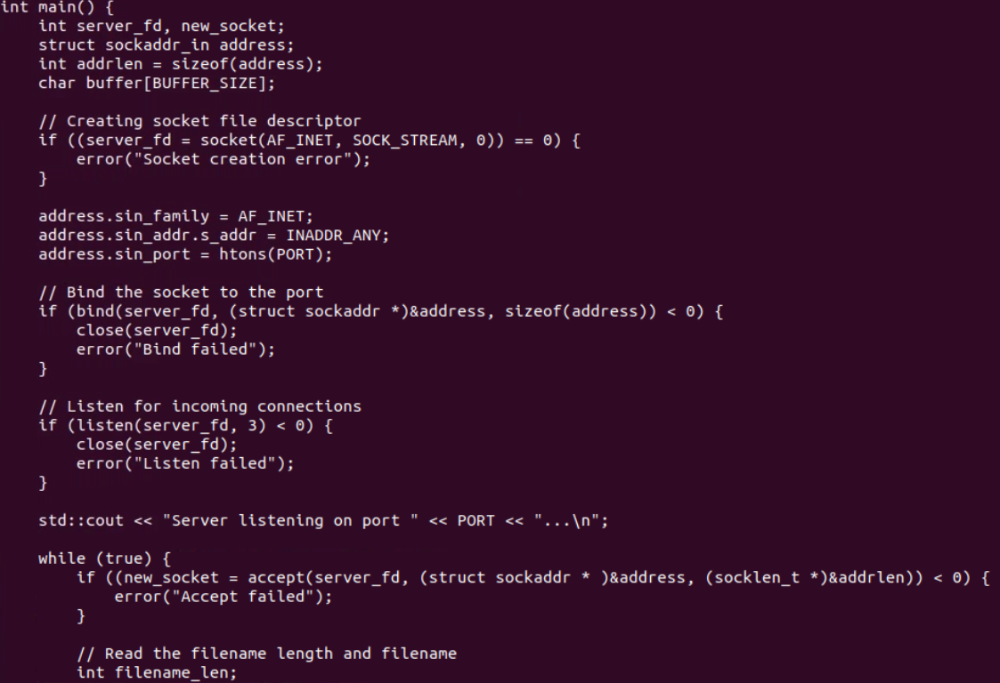 int main() {
    int server_fd, new_socket;
    struct sockaddr_in address;
    int addrlen = sizeof(address);
    char buffer[BUFFER_SIZE];

    // Creating socket file descriptor
    if ((server_fd = socket(AF_INET, SOCK_STREAM, 0)) == 0) {
        error("Socket creation error");
    }

    address.sin_family = AF_INET;
    address.sin_addr.s_addr = INADDR_ANY;
    address.sin_port = htons(PORT);

    // Bind the socket to the port
    if (bind(server_fd, (struct sockaddr *)&address, sizeof(address)) < 0) {
        close(server_fd);
        error("Bind failed");
    }

    // Listen for incoming connections
    if (listen(server_fd, 3) < 0) {
        close(server_fd);
        error("Listen failed");
    }

    std::cout << "Server listening on port " << PORT << "...\n";

    while (true) {
        if ((new_socket = accept(server_fd, (struct sockaddr * )&address, (socklen_t *)&addrlen)) < 0) {
            error("Accept failed");
        }

        // Read the filename length and filename
        int filename_len;